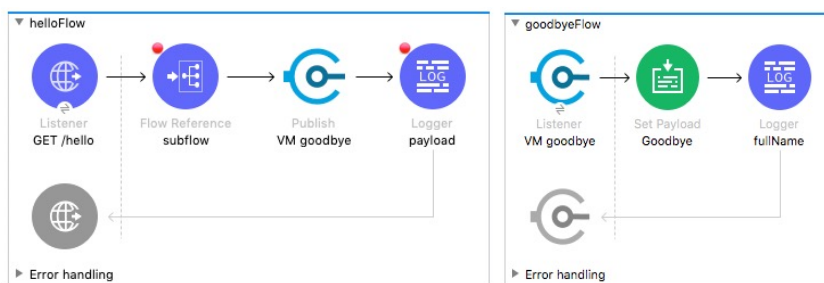 helloFlow
Listener
GET /hello
Flow Reference
subflow
Publish
VM goodbye
LOG
Logger
payload
Error handling
goodbyeFlow
Listener
VM goodbye
Set Payload
Goodbye
LOG
Logger
fullName
Error handling